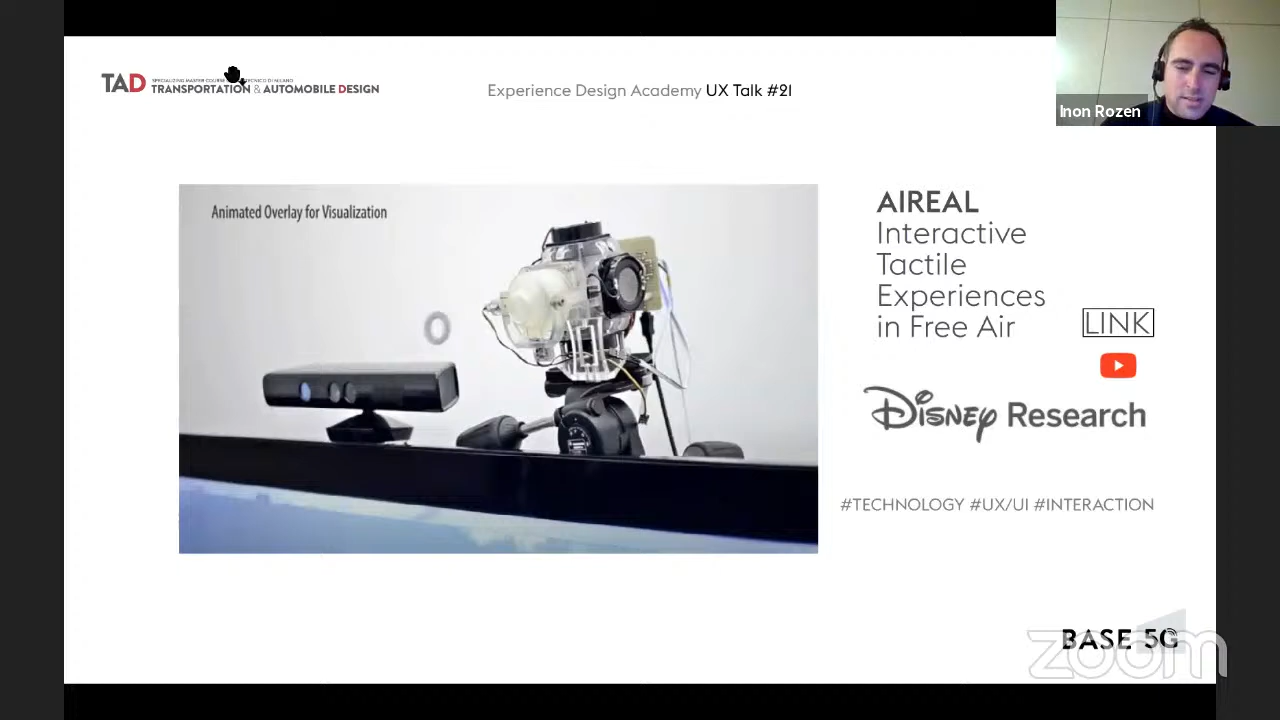 TAD
TRANSPORTATION & AUTOMOBILE DESIGN
Experience Design Academy UX Talk #21
Inon Rozen
Animated Overlay for Visualization
AIREAL
Interactive
Tactile
Experiences
in Free Air
LINK
Disney Research
#TECHNOLOGY #UX/UI #INTERACTION
BASE 5G
zoom